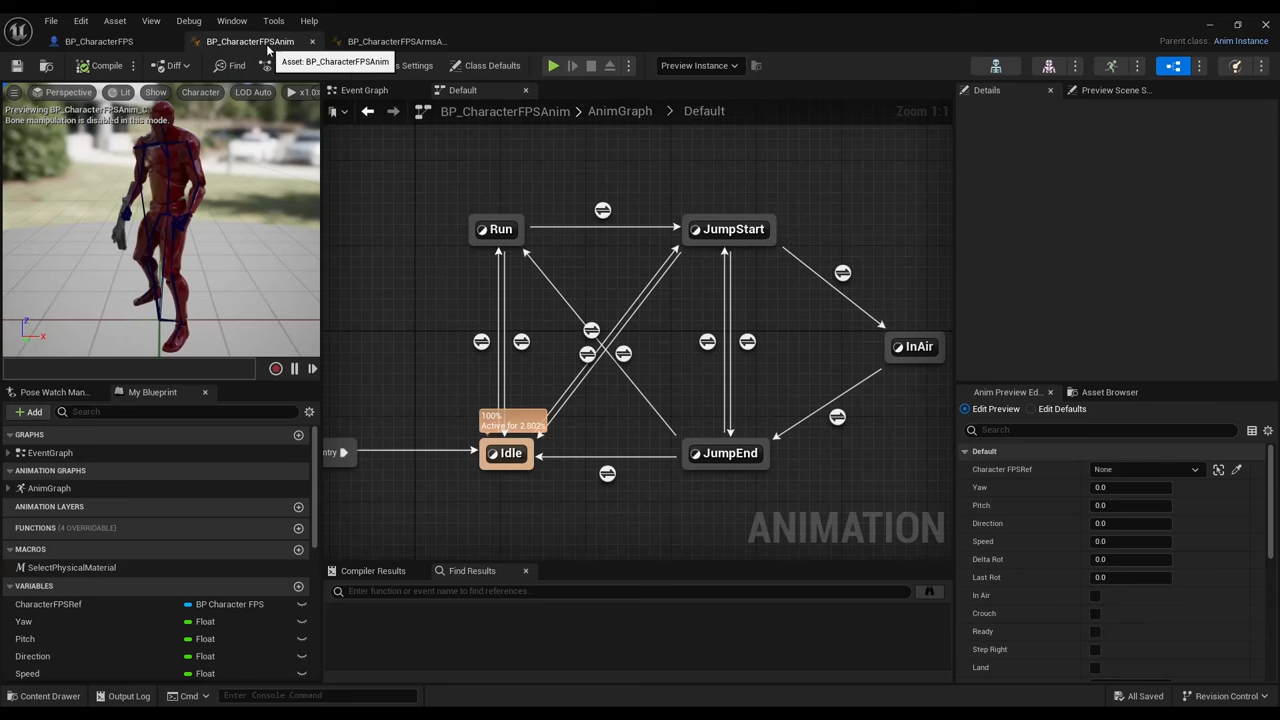 File Edit Asset View Debug Window Tools Help
BP_CharacterFPS BP_CharacterFPSAnim BP_CharacterFPSArmsA...
Parent class: Anim Instance
Asset: BP_CharacterFPSAnim
Compile Diff Find s Settings Class Defaults Preview Instance
Perspective Lit Show Character LOD Auto x1.0
Previewing BP_CharacterFPSAnim_C
Bone manipulation is disabled in this mode.
Z
X
Event Graph Default
BP_CharacterFPSAnim > AnimGraph > Default
Zoom 1:1
Run
JumpStart
InAir
100%
Active for 2.802s
ntry
Idle
JumpEnd
ANIMATION
Compiler Results Find Results
Enter function or event name to find references...
Pose Watch Man... My Blueprint
Add Search
GRAPHS
EventGraph
ANIMATION GRAPHS
AnimGraph
ANIMATION LAYERS
FUNCTIONS (4 OVERRIDABLE)
MACROS
SelectPhysicalMaterial
VARIABLES
CharacterFPSRef BP Character FPS
Yaw Float
Pitch Float
Direction Float
Speed Float
Details Preview Scene S...
Anim Preview Ed... Asset Browser
Edit Preview Edit Defaults
Search
Default
Character FPSRef None
Yaw 0.0
Pitch 0.0
Direction 0.0
Speed 0.0
Delta Rot 0.0
Last Rot 0.0
In Air
Crouch
Ready
Step Right
Land
Content Drawer Output Log Cmd Enter Console Command
All Saved Revision Control